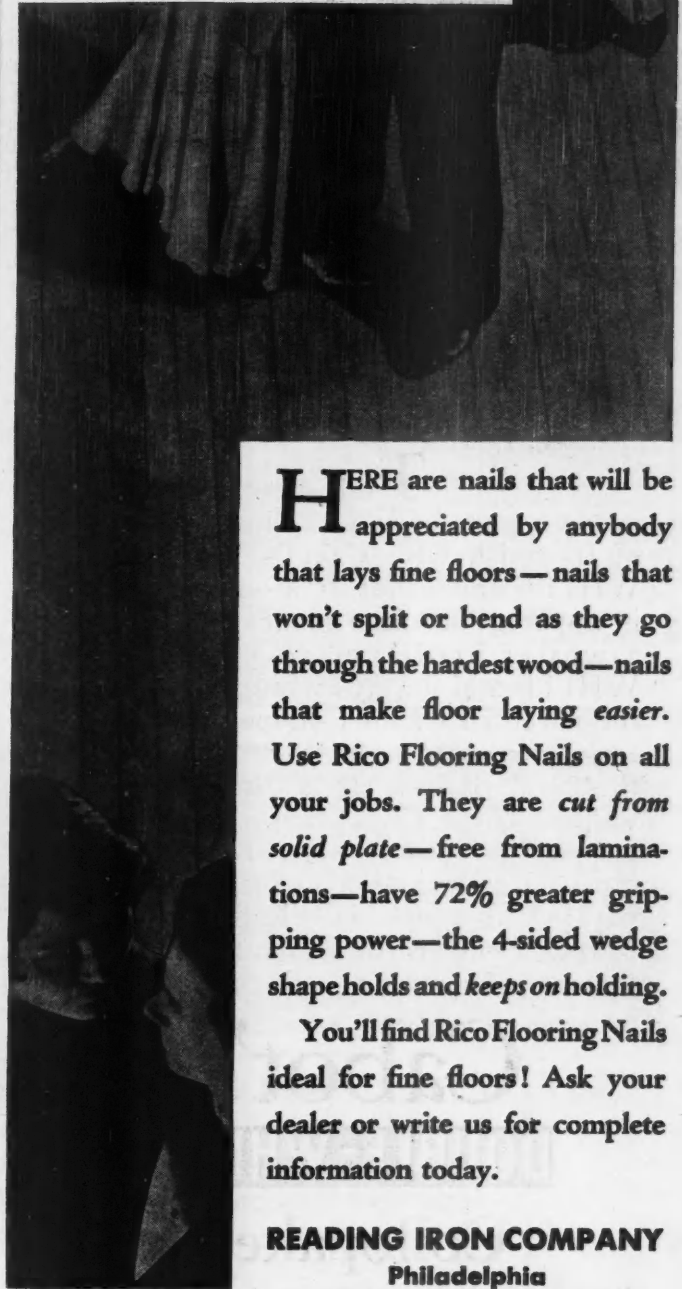 HERE are nails that will be
appreciated by anybody
that lays fine floors—nails that
won't split or bend as they go
through the hardest wood—nails
that make floor laying easier.
Use Rico Flooring Nails on all
your jobs. They are cut from
solid plate—free from lamina-
tions—have 72% greater grip-
ping power—the 4-sided wedge
shape holds and keeps on holding.
You'll find Rico Flooring Nails
ideal for fine floors! Ask your
dealer or write us for complete
information today.
READING IRON COMPANY
Philadelphia